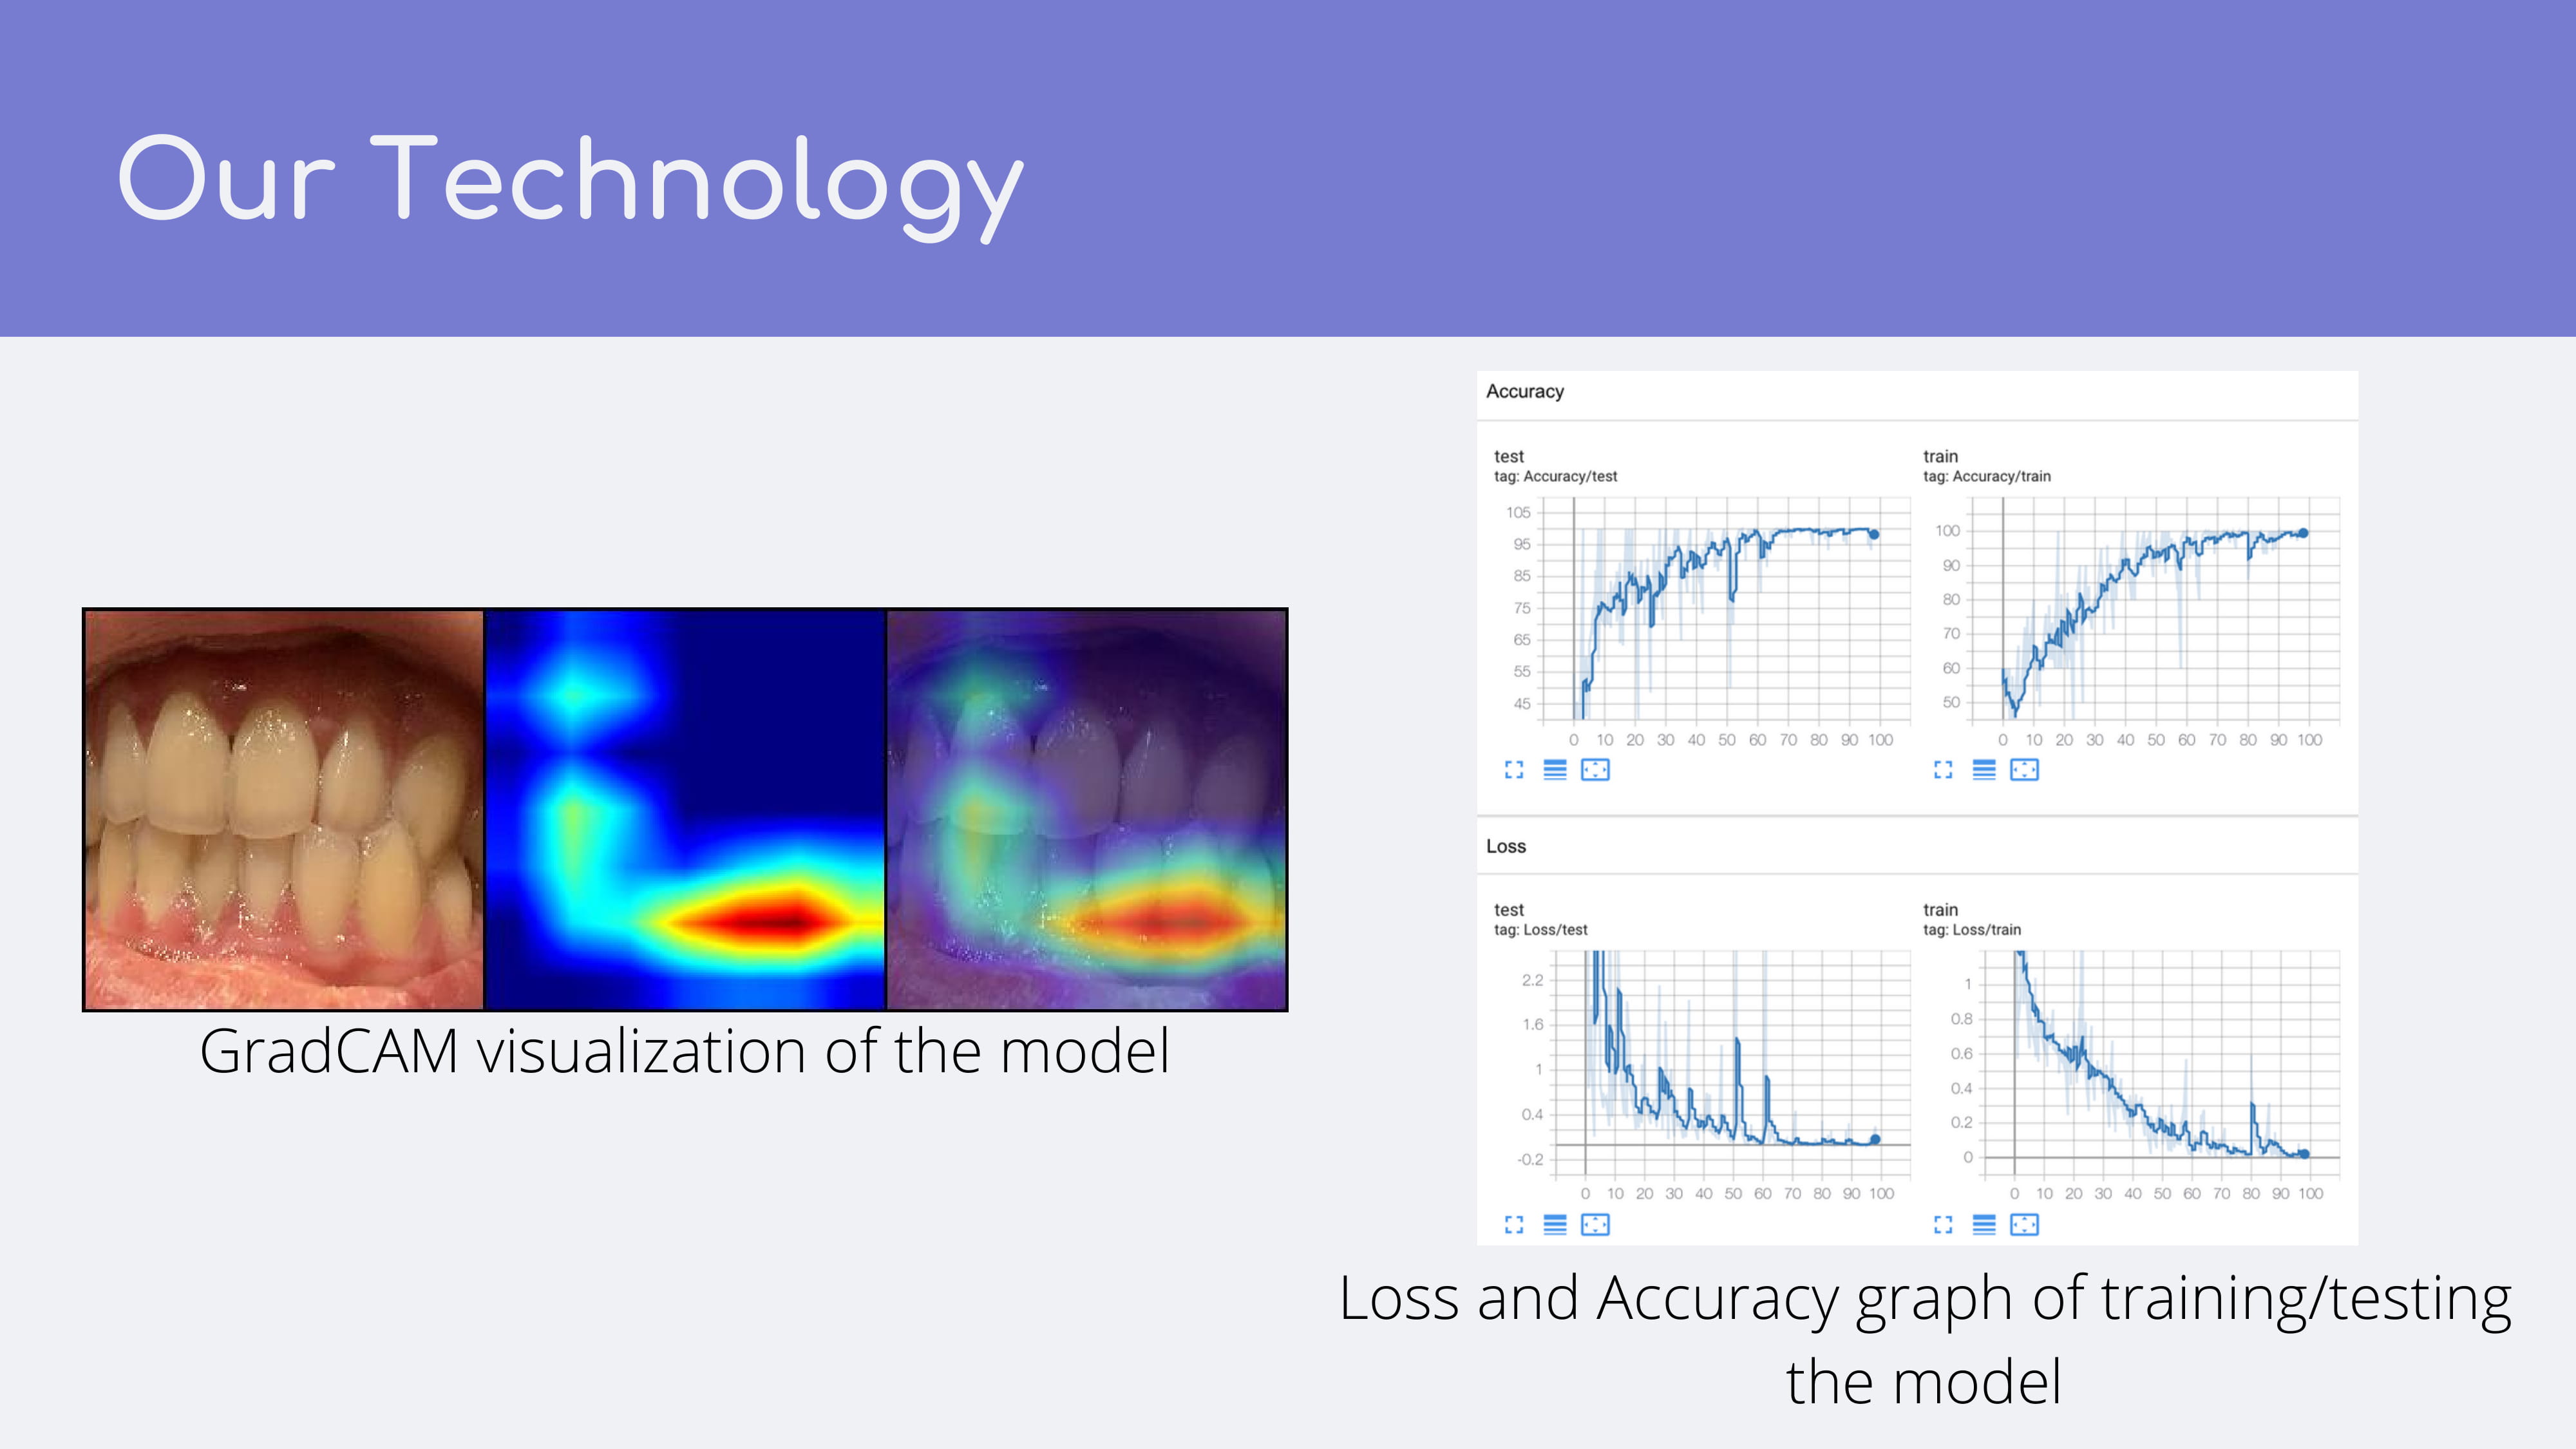 Our Technology
GradCAM visualization of the model
Accuracy
test
tag: Accuracy/test
105
95
85
75
65
55
45
0 10 20 30 40 50 60 70 80 90 100
train
tag: Accuracy/train
100
90
80
70
60
50
0 10 20 30 40 50 60 70 80 90 100
Loss
test
tag: Loss/test
2.2
1.6
1
0.4
-0.2
0 10 20 30 40 50 60 70 80 90 100
train
tag: Loss/train
1
0.8
0.6
0.4
0.2
0
0 10 20 30 40 50 60 70 80 90 100
Loss and Accuracy graph of training/testing
the model